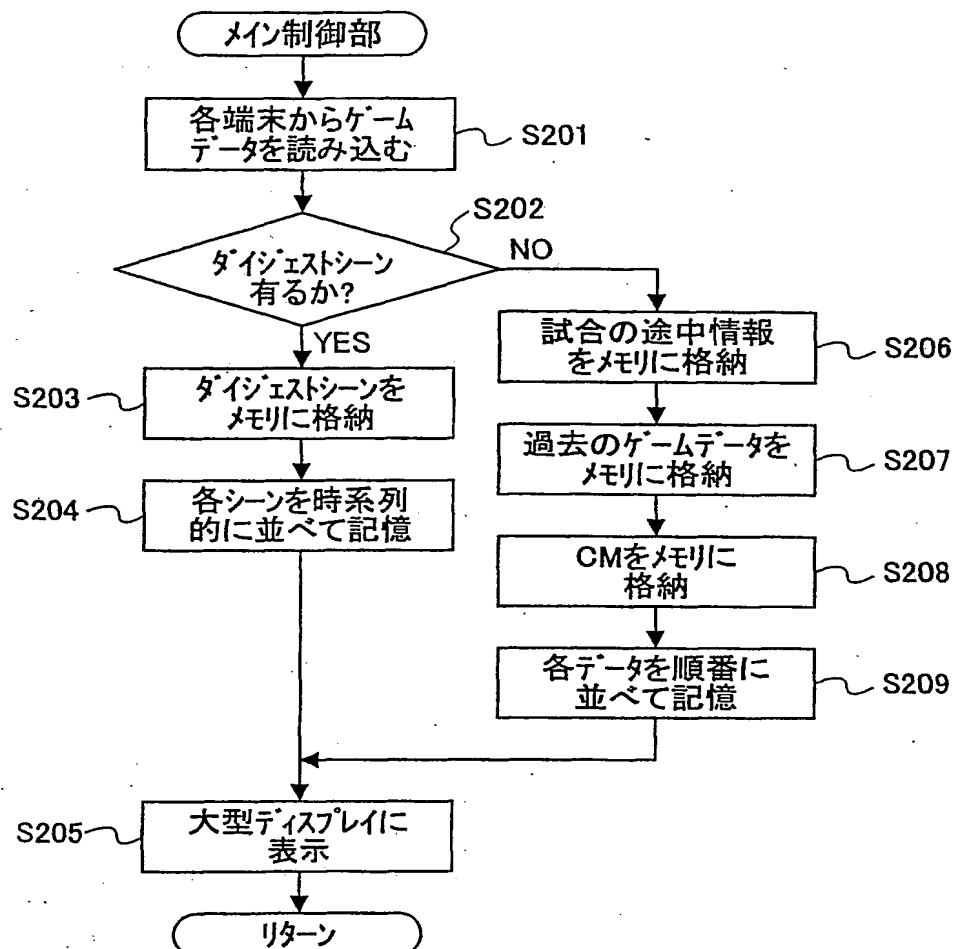 メイン制御部
各端末からゲーム
データを読み込む
S201
S202
ダイジェストシーン
有るか?
NO
YES
S203
ダイジェストシーンを
メモリに格納
S204
各シーンを時系列
的に並べて記憶
試合の途中情報
をメモリに格納
S206
過去のゲームデータを
メモリに格納
S207
CMをメモリに
格納
S208
各データを順番に
並べて記憶
S209
S205
大型ディスプレイに
表示
リターン